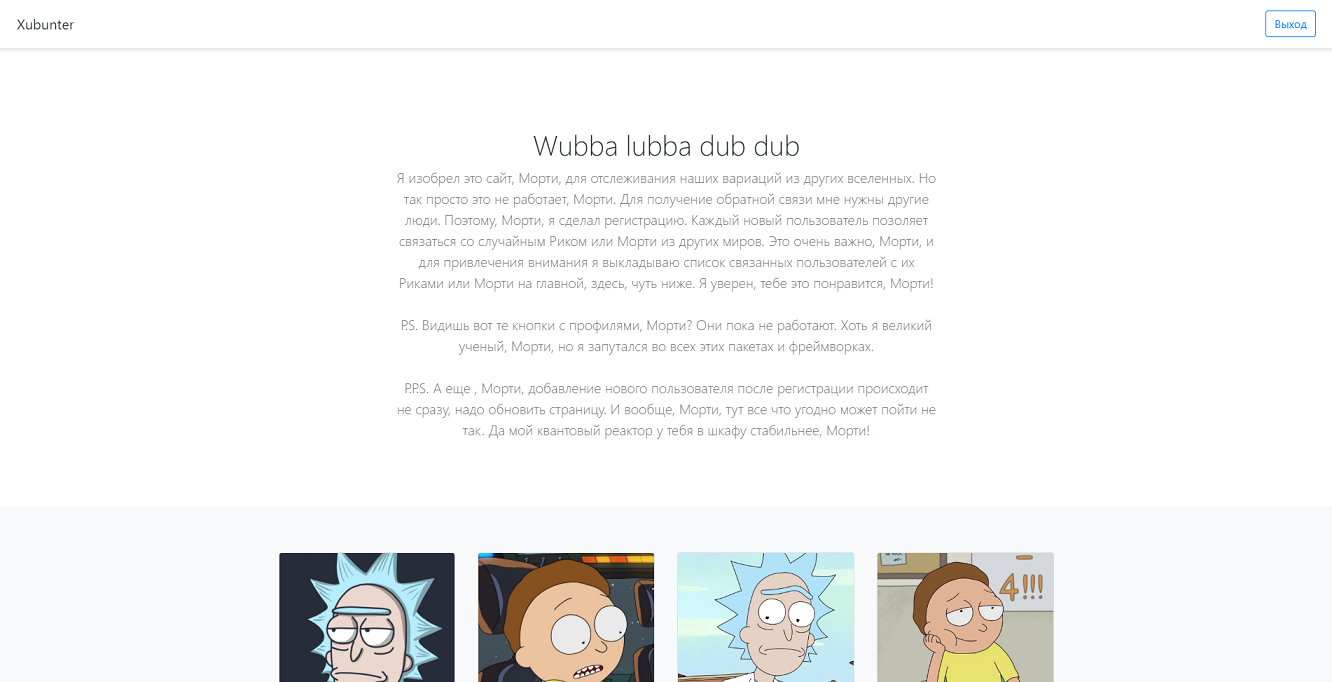 Xubunter
Выход
Wubba lubba dub dub
Я изобрел это сайт, Морти, для отслеживания наших вариаций из других вселенных. Но
так просто это не работает, Морти. Для получение обратной связи мне нужны другие
люди. Поэтому, Морти, я сделал регистрацию. Каждый новый пользователь позоляет
связаться со случайным Риком или Морти из других миров. Это очень важно, Морти, и
для привлечения внимания я выкладываю список связанных пользователей с их
Риками или Морти на главной, здесь, чуть ниже. Я уверен, тебе это понравится, Морти!
P.S. Видишь вот те кнопки с профилями, Морти? Они пока не работают. Хоть я великий
ученый, Морти, но я запутался во всех этих пакетах и фреймворках.
P.P.S. А еще , Морти, добавление нового пользователя после регистрации происходит
не сразу, надо обновить страницу. И вообще, Морти, тут все что угодно может пойти не
так. Да мой квантовый реактор у тебя в шкафу стабильнее, Морти!
4!!!